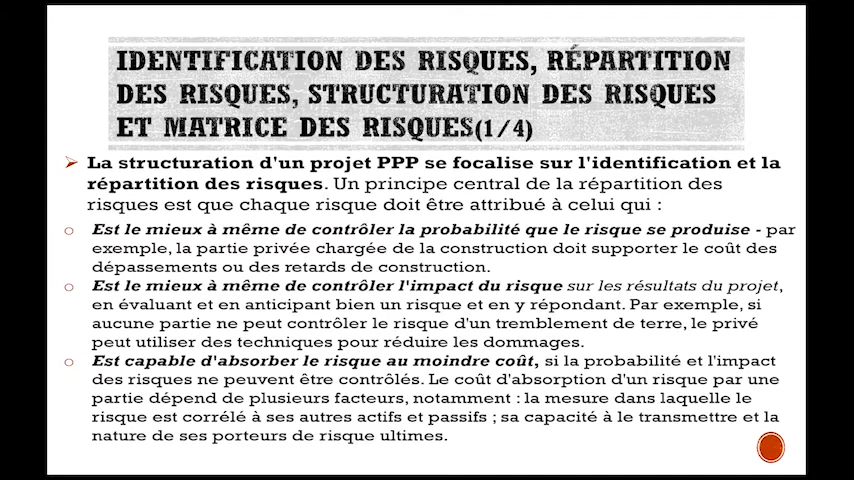 IDENTIFICATION DES RISQUES, RÉPARTITION
DES RISQUES, STRUCTURATION DES RISQUES
ET MATRICE DES RISQUES(1/4)
La structuration d'un projet PPP se focalise sur l'identification et la
répartition des risques. Un principe central de la répartition des
risques est que chaque risque doit être attribué à celui qui :
Est le mieux à même de contrôler la probabilité que le risque se produise - par
exemple, la partie privée chargée de la construction doit supporter le coût des
dépassements ou des retards de construction.
Est le mieux à même de contrôler l'impact du risque sur les résultats du projet,
en évaluant et en anticipant bien un risque et en y répondant. Par exemple, si
aucune partie ne peut contrôler le risque d'un tremblement de terre, le privé
peut utiliser des techniques pour réduire les dommages.
Est capable d'absorber le risque au moindre coût, si la probabilité et l'impact
des risques ne peuvent être contrôlés. Le coût d'absorption d'un risque par une
partie dépend de plusieurs facteurs, notamment : la mesure dans laquelle le
risque est corrélé à ses autres actifs et passifs ; sa capacité à le transmettre et la
nature de ses porteurs de risque ultimes.